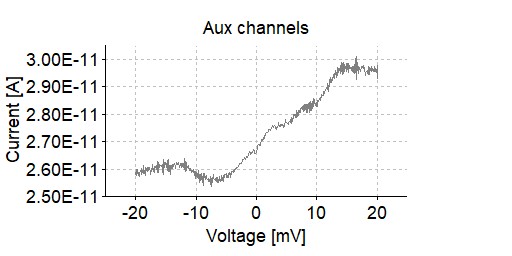 Aux channels
Current [A]
3.00E-11
2.90E-11
2.80E-11
2.70E-11
2.60E-11
2.50E-11
-20 -10 0 10 20
Voltage [mV]